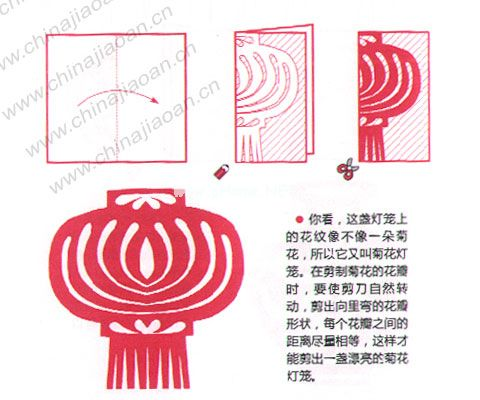 www.chinajiaoan.cn
www.chinajiaoan.cn
www.chinajiaoan.cn
● 你看，这盏灯笼上
的花纹像不像一朵菊
花，所以它又叫菊花灯
笼。在剪制菊花的花瓣
时，要使剪刀自然转
动，剪出向里弯的花瓣
形状，每个花瓣之间的
距离尽量相等，这样才
能剪出一盏漂亮的菊花
灯笼。